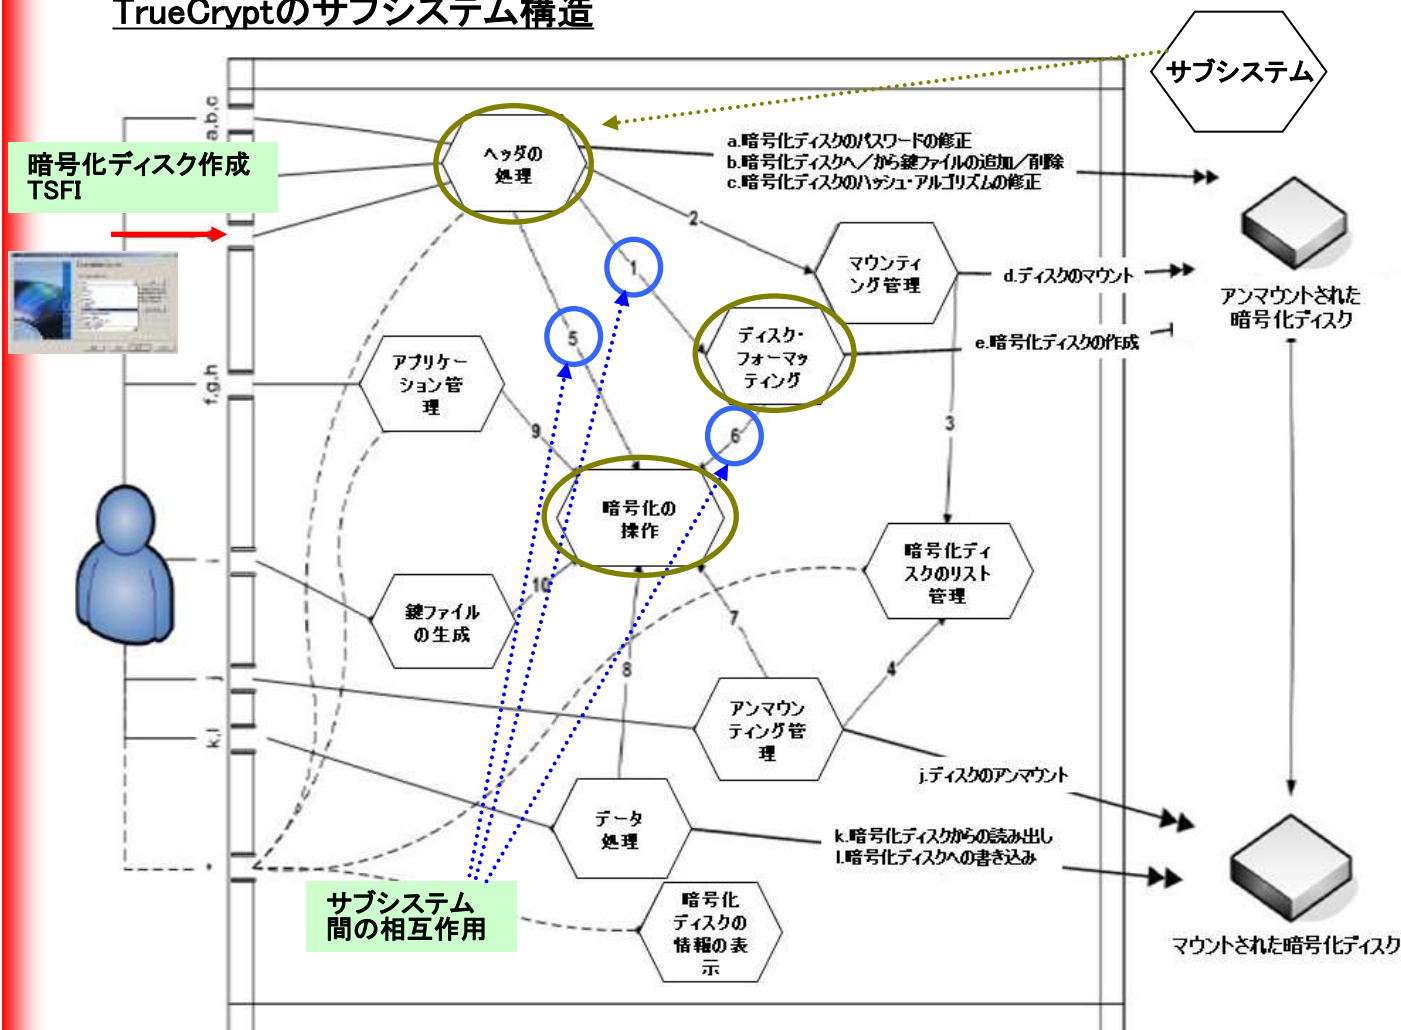 TrueCryptのサブシステム構造
サブシステム
a,b,c
暗号化ディスク作成
TSFI
ヘッダの
処理
a.暗号化ディスクのパスワードの修正
b.暗号化ディスクへ／から鍵ファイルの追加／削除
c.暗号化ディスクのハッシュ・アルゴリズムの修正
2
1
マウンティ
ング管理
d.ディスクのマウント
アンマウントされた
暗号化ディスク
5
ディスク・
フォーマッ
ティング
e.暗号化ディスクの作成
f,g,h
アプリケー
ション管
理
9
6
3
暗号化の
操作
i
暗号化ディ
スクのリスト
管理
10
鍵ファイル
の生成
7
8
4
j
アンマウン
ティング管
理
k,l
j.ディスクのアンマウント
データ
処理
k.暗号化ディスクからの読み出し
l.暗号化ディスクへの書き込み
*
サブシステム
間の相互作用
暗号化
ディスクの
情報の表
示
マウントされた暗号化ディスク